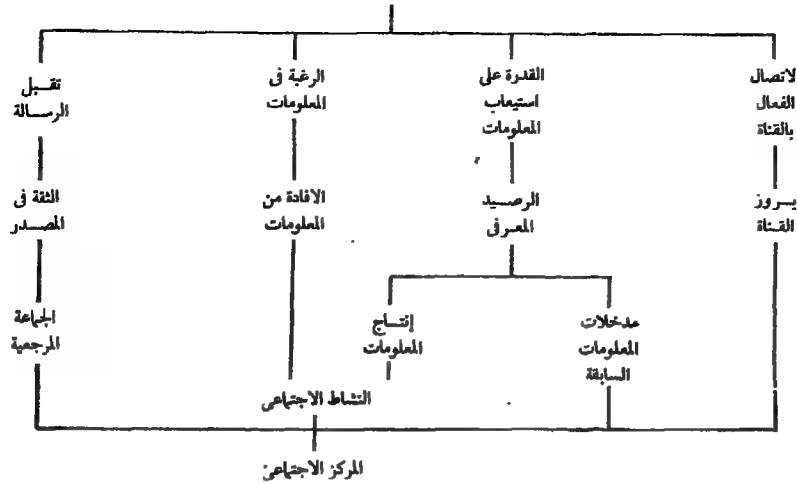 لاتصال
الفعال
بالقناة
القدرة على
استيعاب
المعلومات
الرغبة فى
المعلومات
تقبل
الرسالة
بروز
القناة
الرصيد
المعرفى
الافادة من
المعلومات
الثقة فى
المصدر
مدخلات
المعلومات
السابقة
إنتاج
المعلومات
الجماعة
المرجعية
النشاط الاجتماعى
المركز الاجتماعى